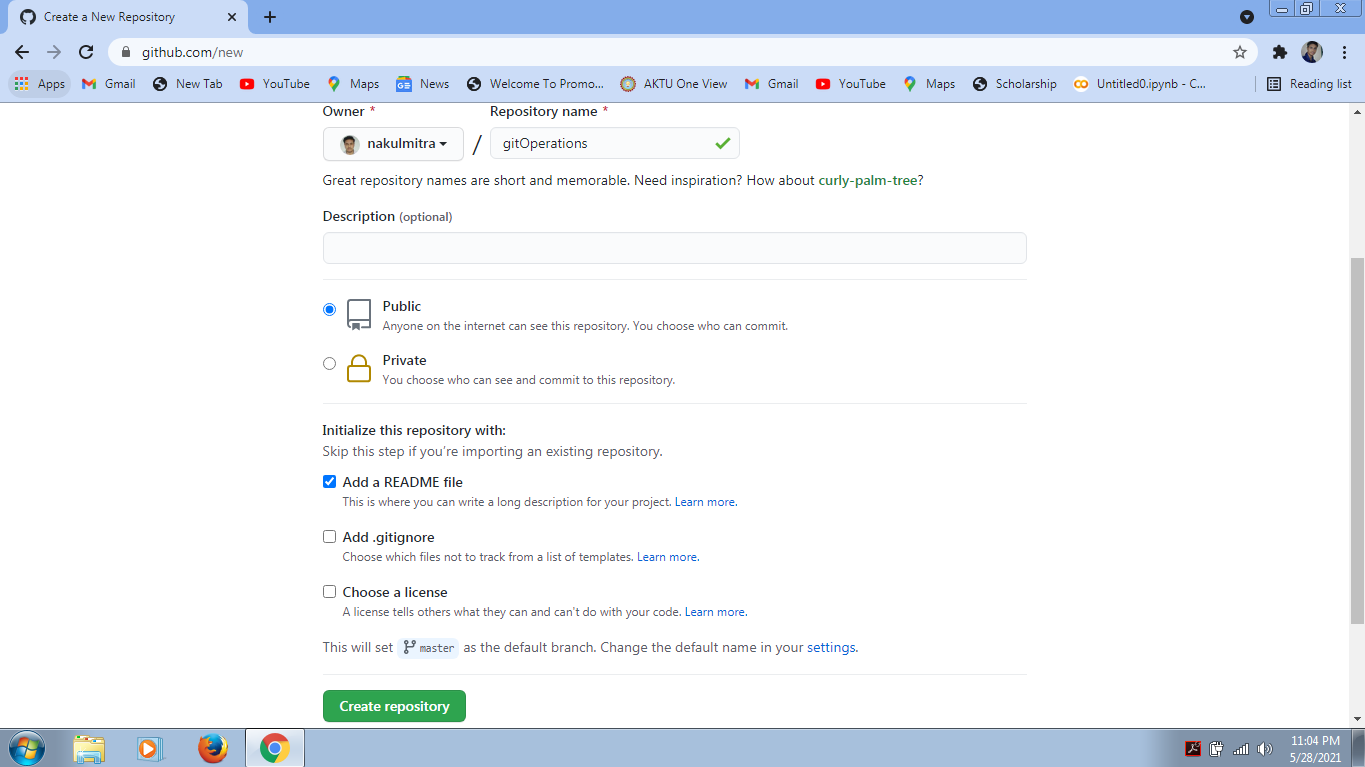 Create a New Repository
github.com/new
Apps Gmail New Tab YouTube Maps News Welcome To Promo... AKTU One View Gmail YouTube Maps Scholarship Untitled0.ipynb - C... Reading list
Owner * Repository name *
nakulmitra / gitOperations
Great repository names are short and memorable. Need inspiration? How about curly-palm-tree?
Description (optional)
Public
Anyone on the internet can see this repository. You choose who can commit.
Private
You choose who can see and commit to this repository.
Initialize this repository with:
Skip this step if you're importing an existing repository.
Add a README file
This is where you can write a long description for your project. Learn more.
Add .gitignore
Choose which files not to track from a list of templates. Learn more.
Choose a license
A license tells others what they can and can't do with your code. Learn more.
This will set master as the default branch. Change the default name in your settings.
Create repository
11:04 PM
5/28/2021